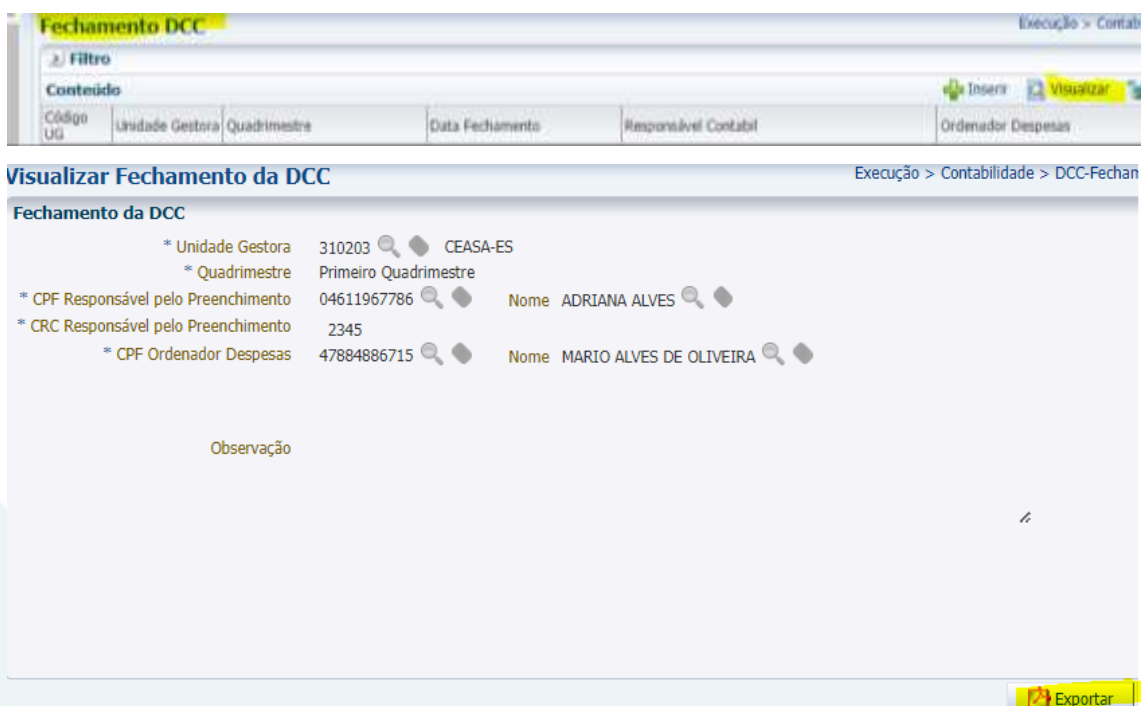 Fechamento DCC Execução > Contab
Filtro
Conteúdo Inserir Visualizar
Código UG Unidade Gestora Quadrimestre Data Fechamento Responsável Contabil Ordenador Despesas
Visualizar Fechamento da DCC Execução > Contabilidade > DCC-Fecham
Fechamento da DCC
* Unidade Gestora 310203 CEASA-ES
* Quadrimestre Primeiro Quadrimestre
* CPF Responsável pelo Preenchimento 04611967786 Nome ADRIANA ALVES
* CRC Responsável pelo Preenchimento 2345
* CPF Ordenador Despesas 47884886715 Nome MARIO ALVES DE OLIVEIRA
Observação
Exportar